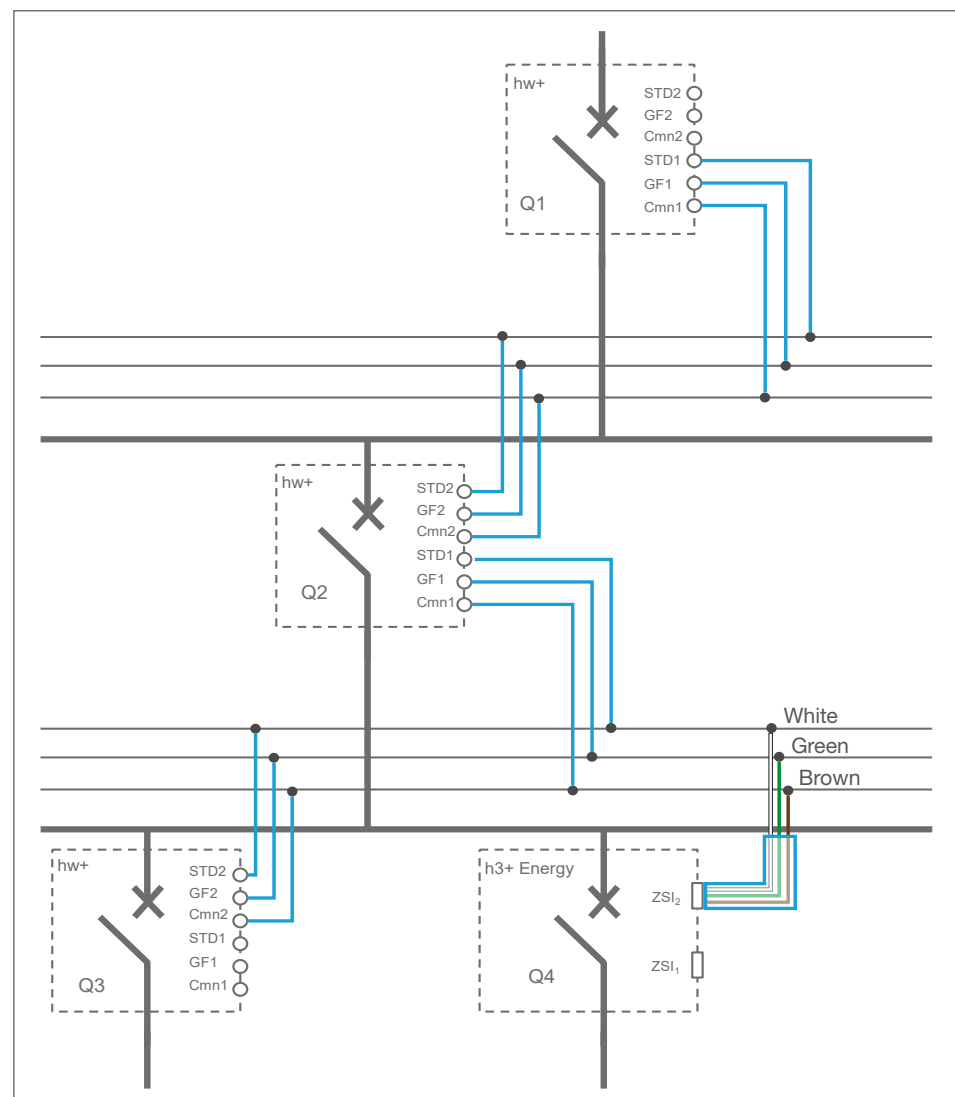 hw+
STD2
GF2
Cmn2
STD1
GF1
Cmn1
Q1
hw+
STD2
GF2
Cmn2
STD1
GF1
Cmn1
Q2
White
Green
Brown
hw+
STD2
GF2
Cmn2
STD1
GF1
Cmn1
Q3
h3+ Energy
ZSI₂
ZSI₁
Q4